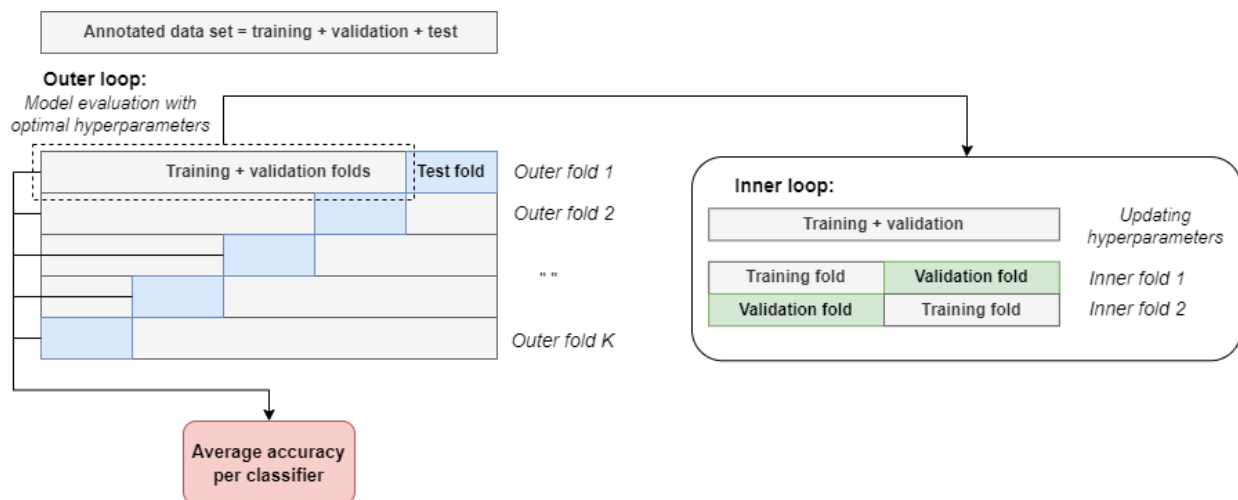 Annotated data set = training + validation + test
Outer loop:
Model evaluation with
optimal hyperparameters
Training + validation folds
Test fold
Outer fold 1
Outer fold 2
" "
Outer fold K
Average accuracy
per classifier
Inner loop:
Training + validation
Updating
hyperparameters
Training fold
Validation fold
Inner fold 1
Validation fold
Training fold
Inner fold 2